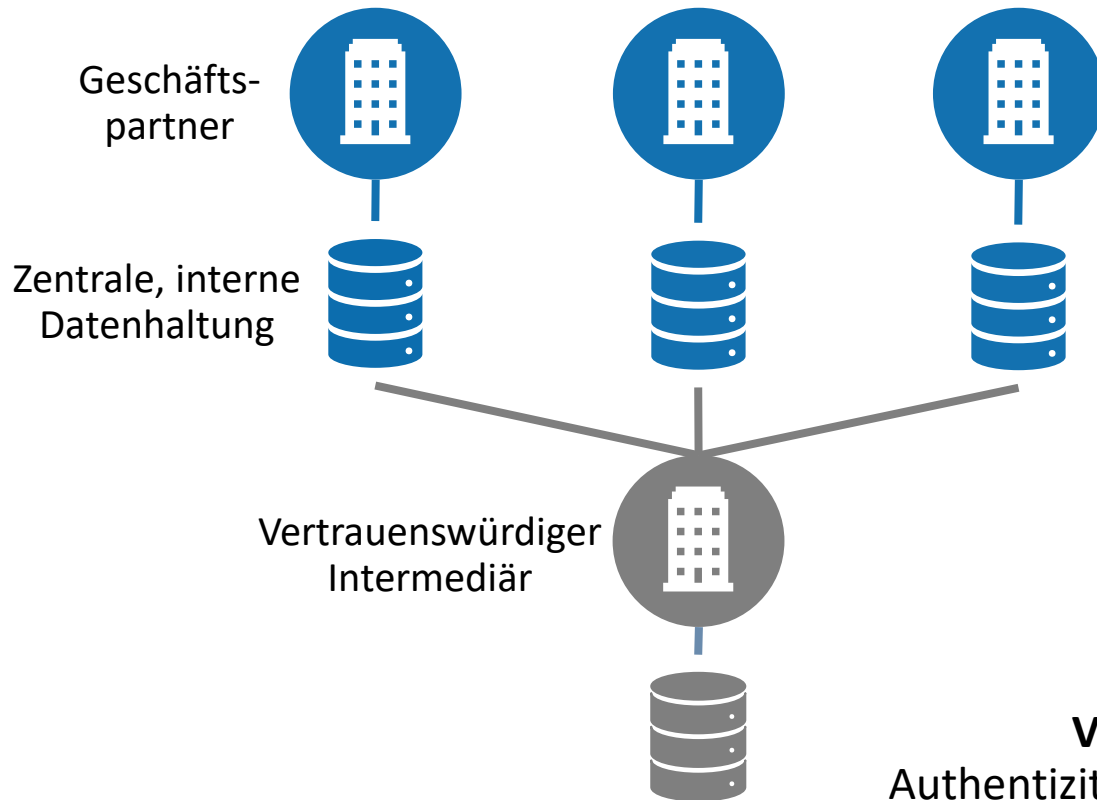 Geschäfts-
partner
Zentrale, interne
Datenhaltung
Vertrauenswürdiger
Intermediär